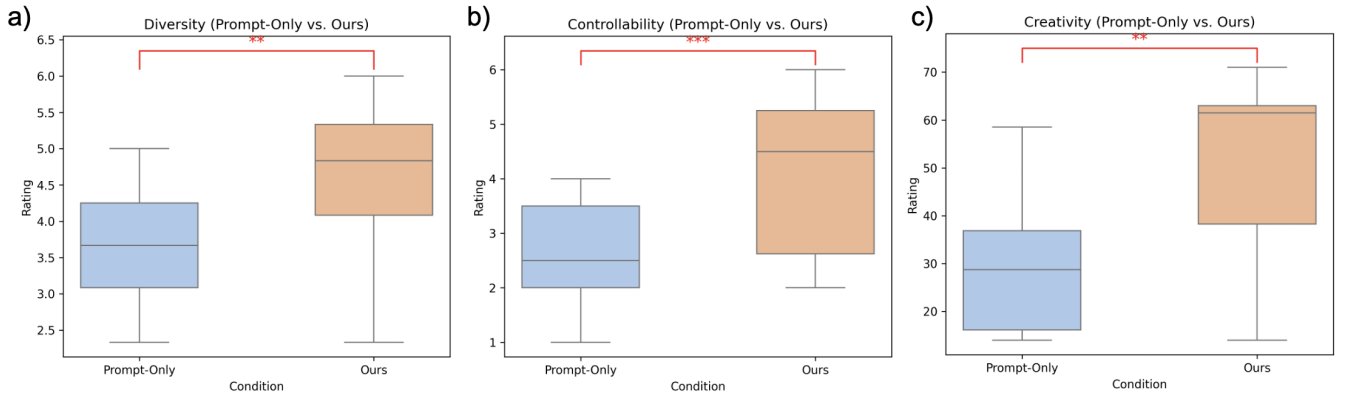 a)
Diversity (Prompt-Only vs. Ours)
**
6.5
6.0
5.5
5.0
4.5
4.0
3.5
3.0
2.5
Rating
Prompt-Only
Ours
Condition
b)
Controllability (Prompt-Only vs. Ours)
***
6
5
4
3
2
1
Rating
Prompt-Only
Ours
Condition
c)
Creativity (Prompt-Only vs. Ours)
**
70
60
50
40
30
20
Rating
Prompt-Only
Ours
Condition